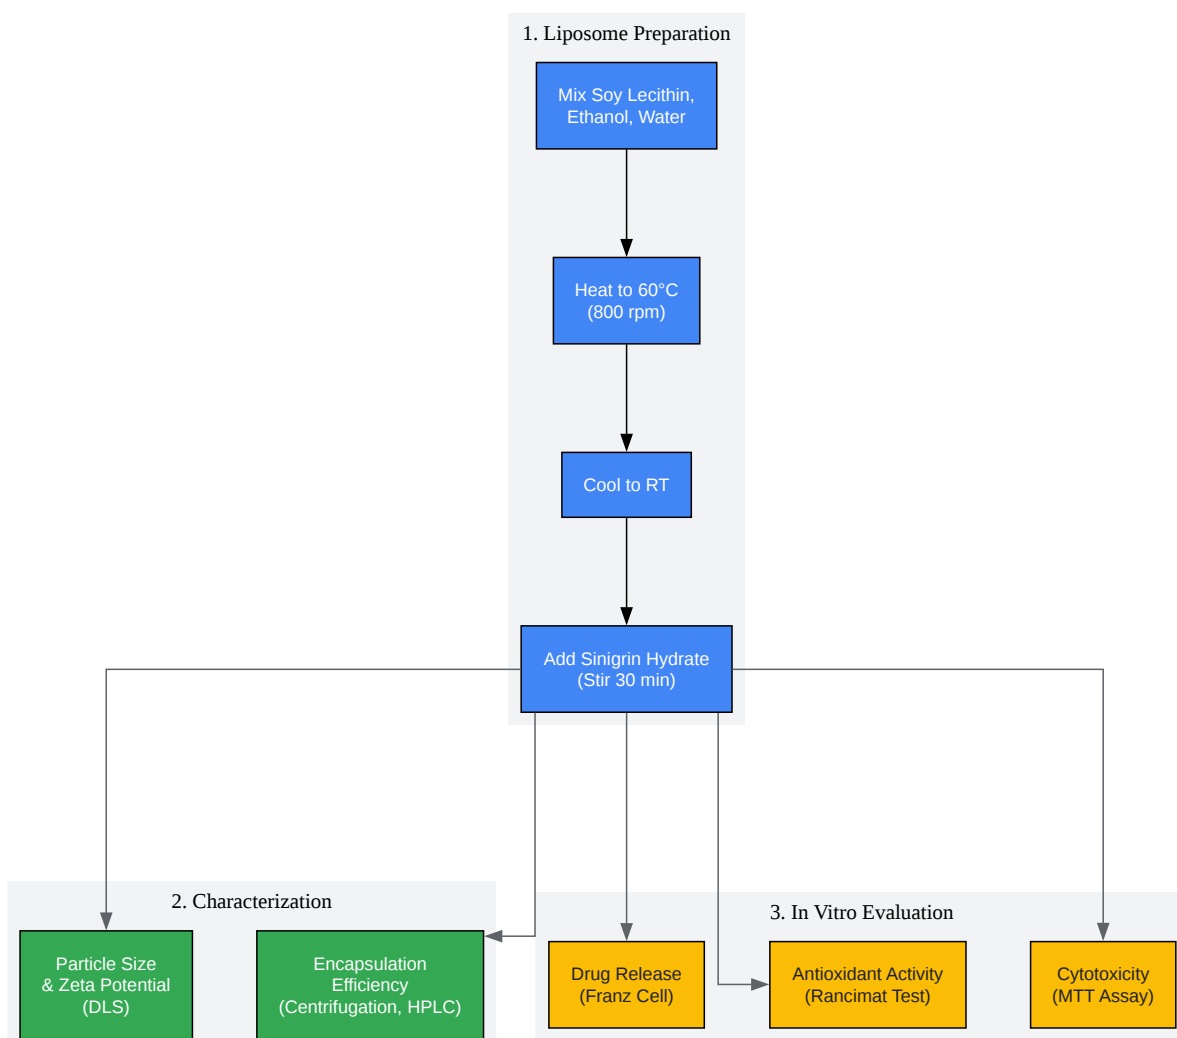 1. Liposome Preparation
Mix Soy Lecithin,
Ethanol, Water
Heat to 60°C
(800 rpm)
Cool to RT
Add Sinigrin Hydrate
(Stir 30 min)
2. Characterization
Particle Size
& Zeta Potential
(DLS)
Encapsulation
Efficiency
(Centrifugation, HPLC)
3. In Vitro Evaluation
Drug Release
(Franz Cell)
Antioxidant Activity
(Rancimat Test)
Cytotoxicity
(MTT Assay)